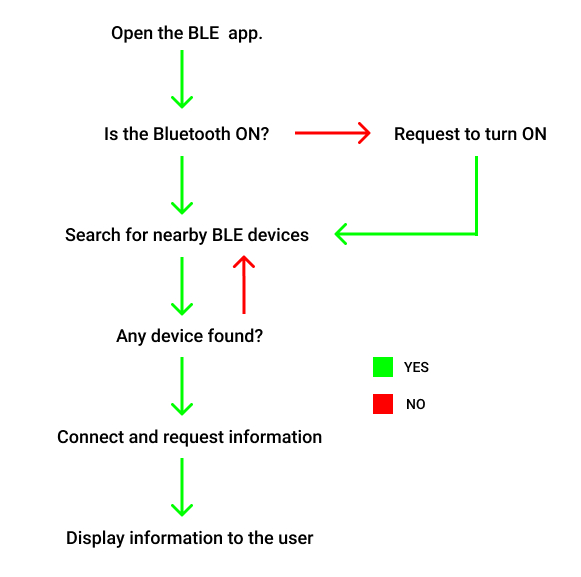 Open the BLE app.
Is the Bluetooth ON?
Request to turn ON
Search for nearby BLE devices
Any device found?
YES
NO
Connect and request information
Display information to the user